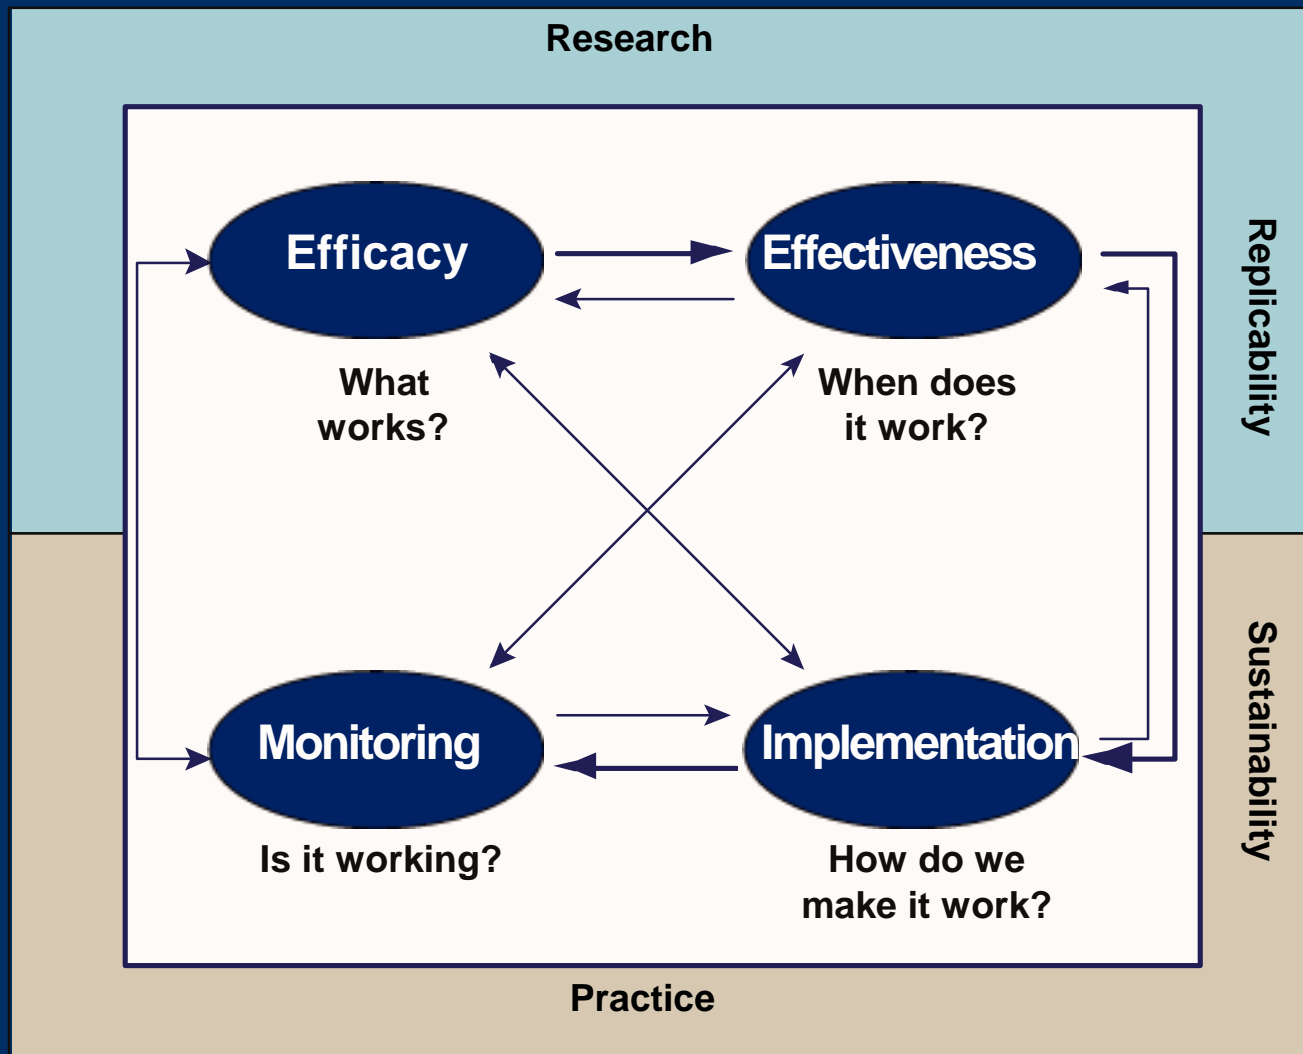 Research
Efficacy
Effectiveness
What
works?
When does
it work?
Replicability
Monitoring
Implementation
Is it working?
How do we
make it work?
Sustainability
Practice